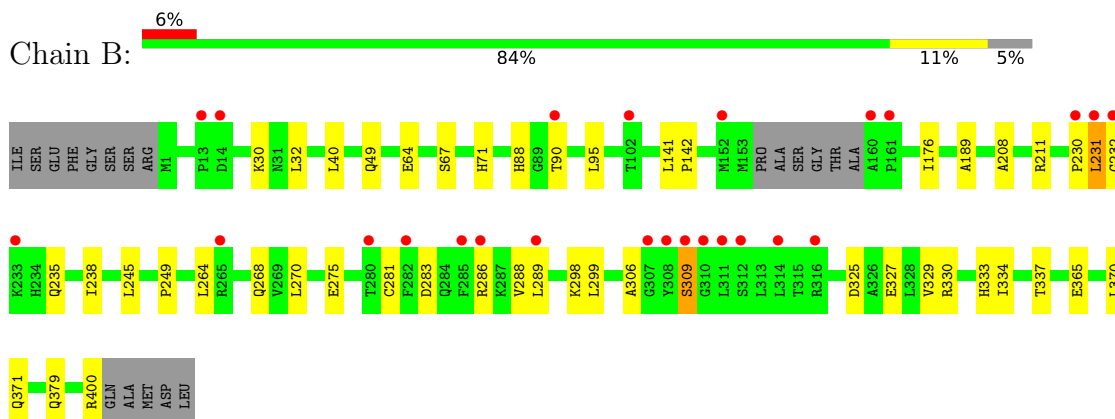 6%
Chain B:
84% 11% 5%
ILE SER GLU PHE GLY SER SER ARG M1 P13 D14 K30 N31 L32 L40 Q49 E64 S67 H71 H88 G89 T90 L95 T102 L141 P142 M152 M153 PRO ALA SER GLY THR ALA A160 P161 I176 A189 A208 R211 P230 L231
K233 H234 Q235 I238 L245 P249 L264 R265 Q268 V269 L270 E275 T280 C281 F282 D283 Q284 F285 R286 K287 V288 L289 K298 L299 A306 G307 Y308 S309 G310 L311 S312 L313 L314 T315 R316 D325 A326 E327 L328 V329 R330 H333 I334 T337 E365
Q371 Q379 R400 GLN ALA MET ASP LEU